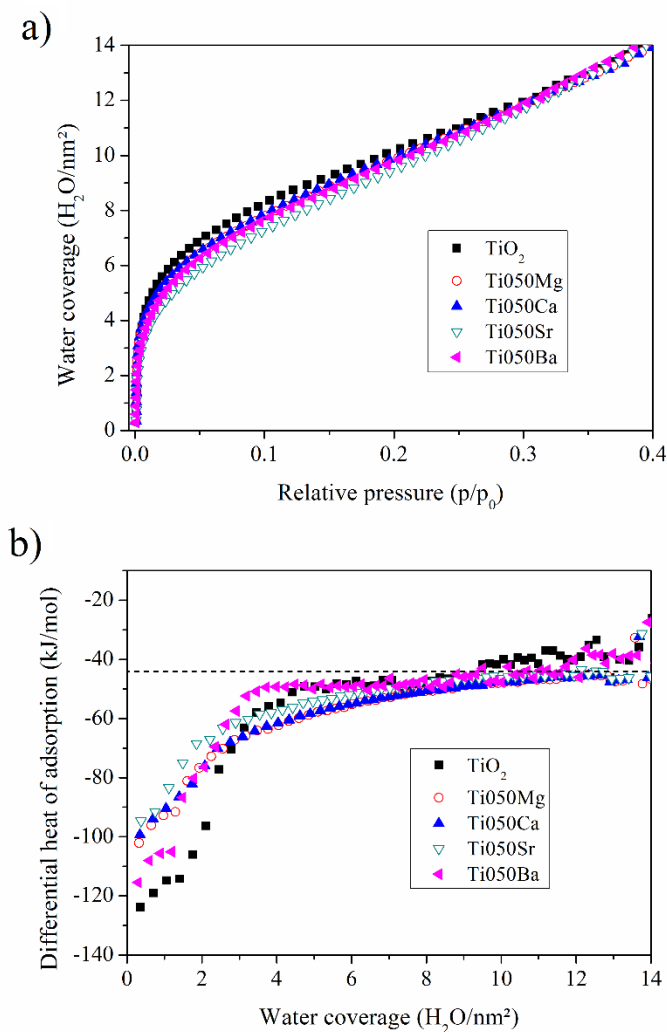 a)
14
12
10
8
6
4
2
0
Water coverage (H₂O/nm²)
TiO₂
Ti050Mg
Ti050Ca
Ti050Sr
Ti050Ba
0.0 0.1 0.2 0.3 0.4
Relative pressure (p/p₀)
b)
-20
-40
-60
-80
-100
-120
-140
Differential heat of adsorption (kJ/mol)
TiO₂
Ti050Mg
Ti050Ca
Ti050Sr
Ti050Ba
0 2 4 6 8 10 12 14
Water coverage (H₂O/nm²)